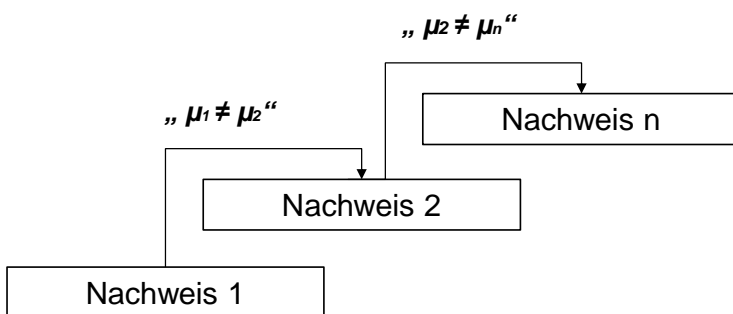 „ μ₂ ≠ μₙ“
Nachweis n
„ μ₁ ≠ μ₂“
Nachweis 2
Nachweis 1